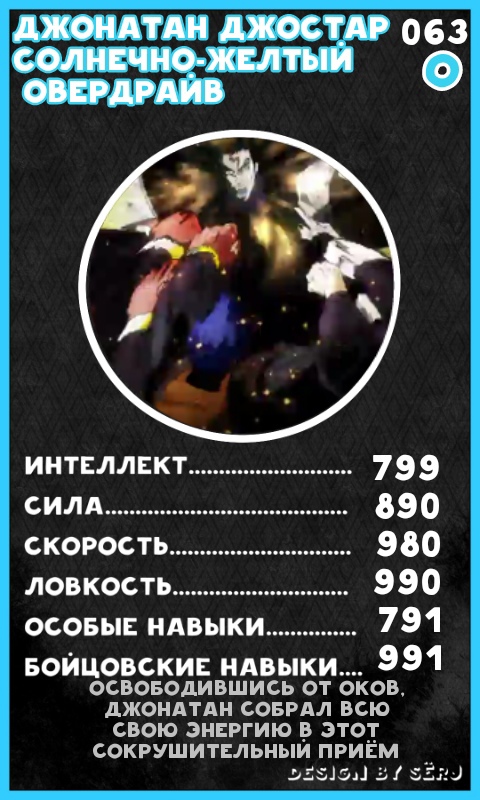 ДЖОНАТАН ДЖОСТАР 063
СОЛНЕЧНО-ЖЕЛТЫЙ
ОВЕРДРАЙВ
ИНТЕЛЛЕКТ........................... 799
СИЛА........................................ 890
СКОРОСТЬ.............................. 980
ЛОВКОСТЬ............................. 990
ОСОБЫЕ НАВЫКИ............... 791
БОЙЦОВСКИЕ НАВЫКИ.... 991
ОСВОБОДИВШИСЬ ОТ ОКОВ,
ДЖОНАТАН СОБРАЛ ВСЮ
СВОЮ ЭНЕРГИЮ В ЭТОТ
СОКРУШИТЕЛЬНЫЙ ПРИЁМ
DESIGN BY SЁRJ